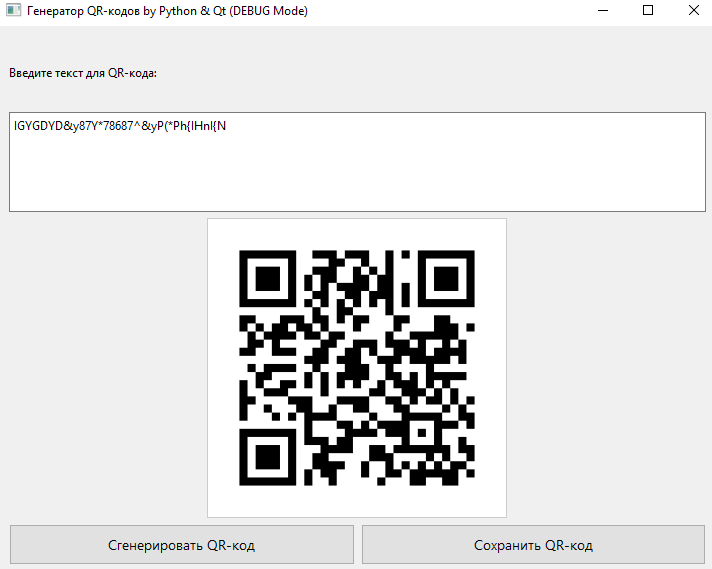 Генератор QR-кодов by Python & Qt (DEBUG Mode)
Введите текст для QR-кода:
IGYGDYD&y87Y*78687^&yP(*Ph{IHnI{N
Сгенерировать QR-код
Сохранить QR-код